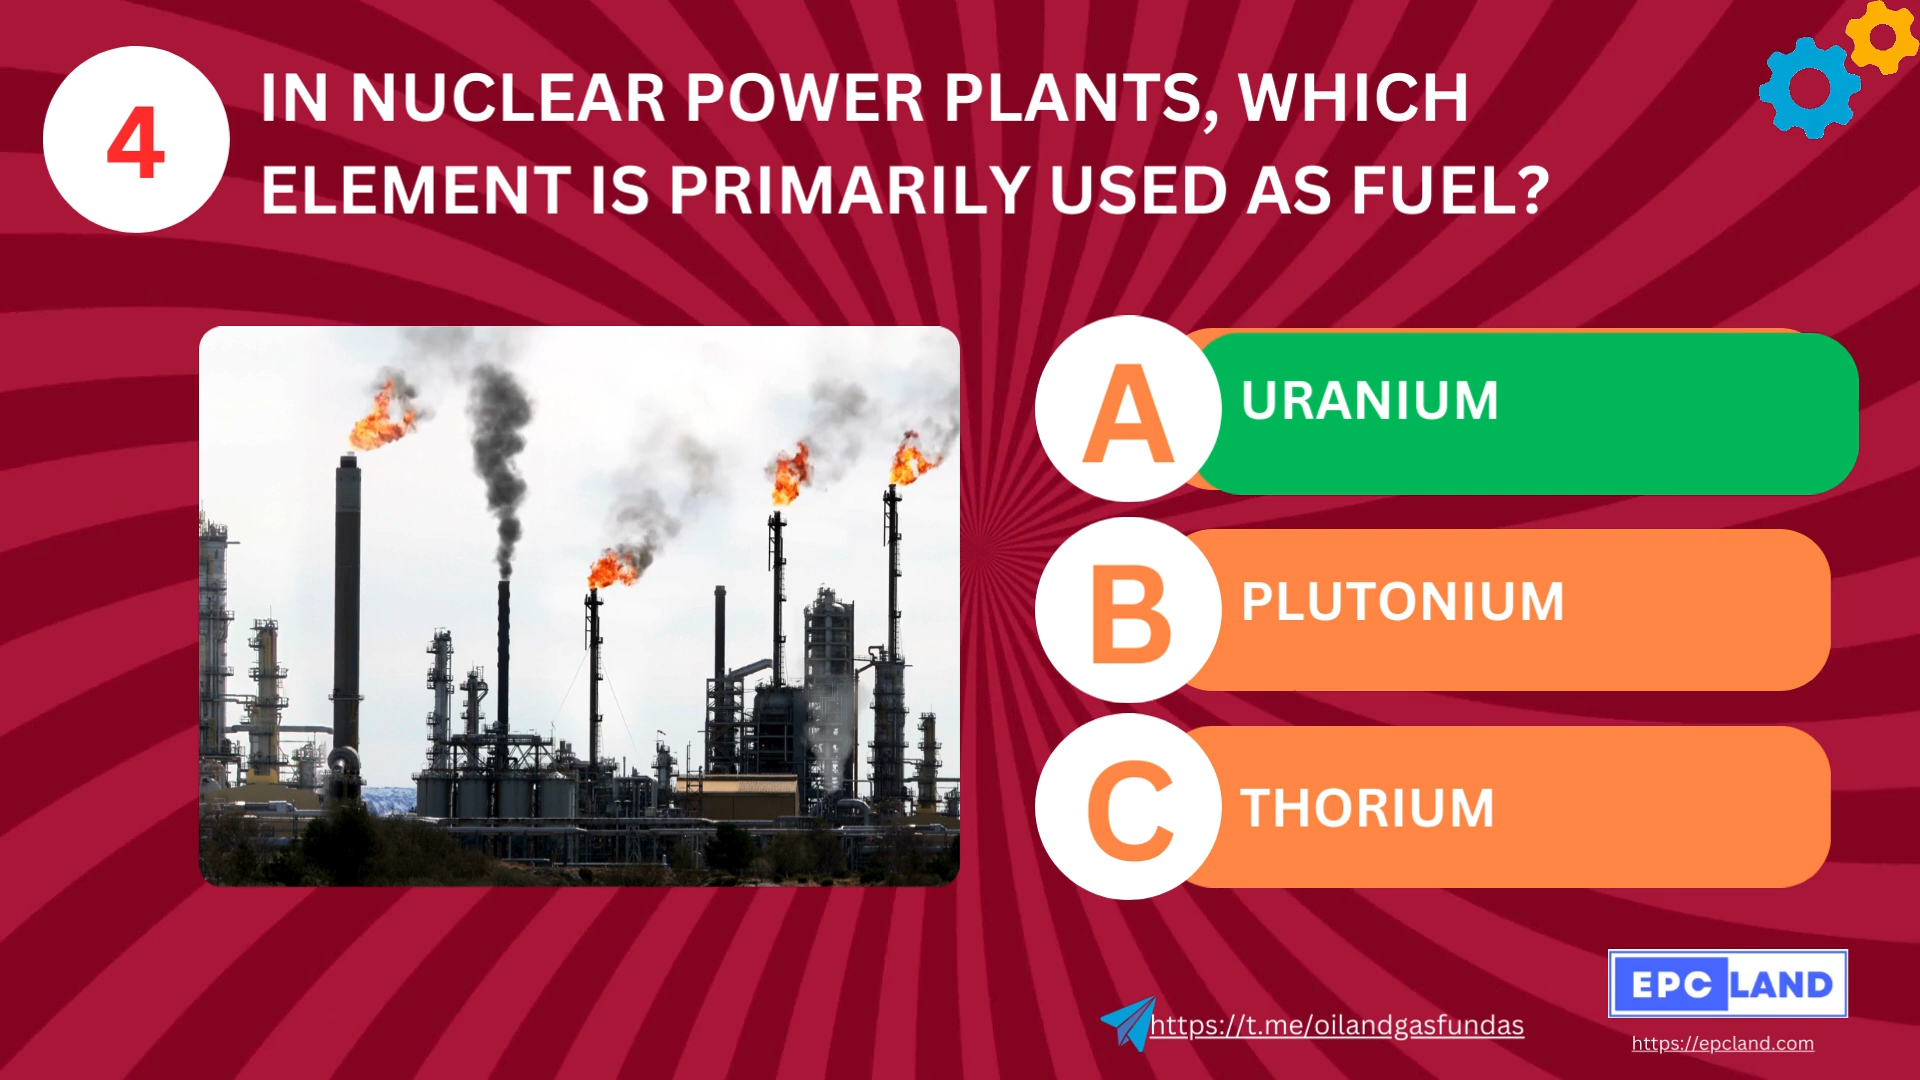 4
IN NUCLEAR POWER PLANTS, WHICH
ELEMENT IS PRIMARILY USED AS FUEL?
A
URANIUM
B
PLUTONIUM
C
THORIUM
https://t.me/oilandgasfundas
EPC LAND
https://epcland.com